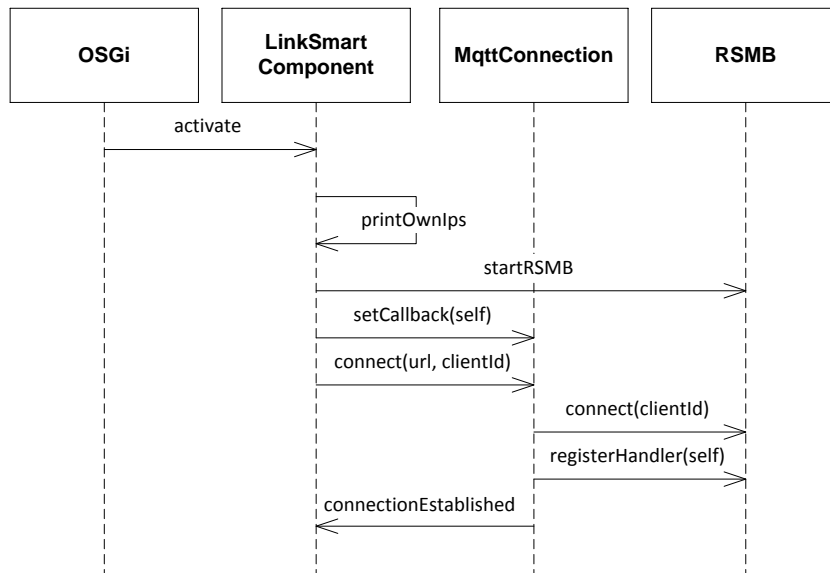 OSGi
LinkSmart
Component
MqttConnection
RSMB
activate
printOwnIps
startRSMB
setCallback(self)
connect(url, clientId)
connect(clientId)
registerHandler(self)
connectionEstablished